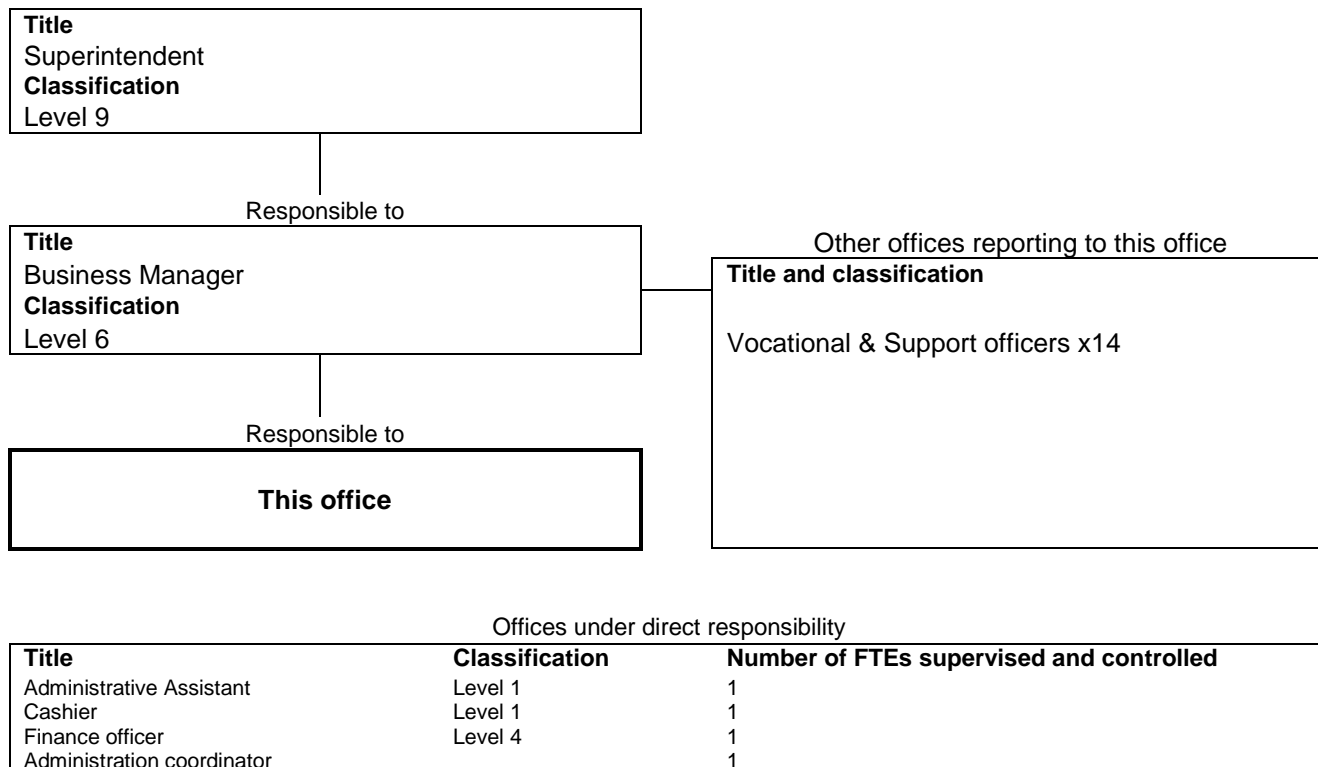 Title
Superintendent
Classification
Level 9
Responsible to
Title
Business Manager
Classification
Level 6
Other offices reporting to this office
Title and classification
Vocational & Support officers x14
Responsible to
This office
Offices under direct responsibility
Title Classification Number of FTEs supervised and controlled
Administrative Assistant Level 1 1
Cashier Level 1 1
Finance officer Level 4 1
Administration coordinator 1